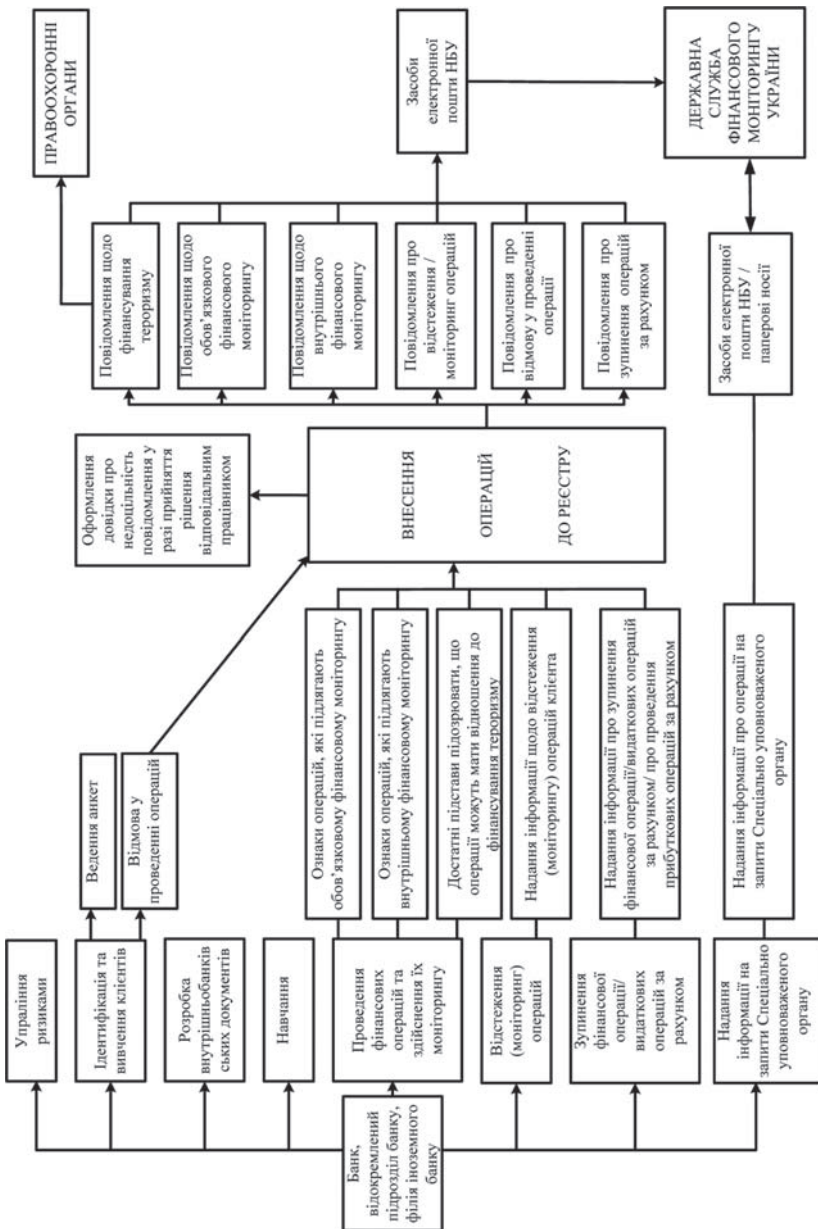 Банк,
відокремлений
підрозділ банку,
філія іноземного
банку
Упраління
ризиками
Ідентифікація та
вивчення клієнтів
Розробка
внутрішньобанків
ських документів
Навчання
Проведення
фінансових
операцій та
здійснення їх
моніторингу
Відстеження
(моніторинг)
операцій
Зупинення
фінансової
операції/
видаткових
операцій за
рахунком
Надання
інформації на
запити Спеціально
уповноваженого
органу
Ведення анкет
Відмова у
проведенні операцій
Ознаки операцій, які підлягають
обов’язковому фінансовому моніторингу
Ознаки операцій, які підлягають
внутрішньому фінансовому моніторингу
Достатні підстави підозрювати, що
операції можуть мати відношення до
фінансування тероризму
Надання інформації щодо відстеження
(моніторингу) операцій клієнта
Надання інформації про зупинення
фінансової операції/видаткових операцій
за рахунком/ про проведення
прибуткових операцій за рахунком
Надання інформації про операції на
запити Спеціально уповноваженого
органу
Оформлення
довідки про
недоцільність
повідомлення у
разі прийняття
рішення
відповідальним
працівником
ВНЕСЕННЯ
ОПЕРАЦІЙ
ДО РЕЄСТРУ
Повідомлення щодо
фінансування
тероризму
Повідомлення щодо
обов’язкового
фінансового
моніторингу
Повідомлення щодо
внутрішнього
фінансового
моніторингу
Повідомлення про
відстеження /
моніторинг операцій
Повідомлення про
відмову у проведенні
операції
Повідомлення про
зупинення операцій
за рахунком
Засоби електронної
пошти НБУ /
паперові носії
ПРАВООХОРОННІ
ОРГАНИ
Засоби
електронної
пошти НБУ
ДЕРЖАВНА
СЛУЖБА
ФІНАНСОВОГО
МОНІТОРИНГУ
УКРАЇНИ